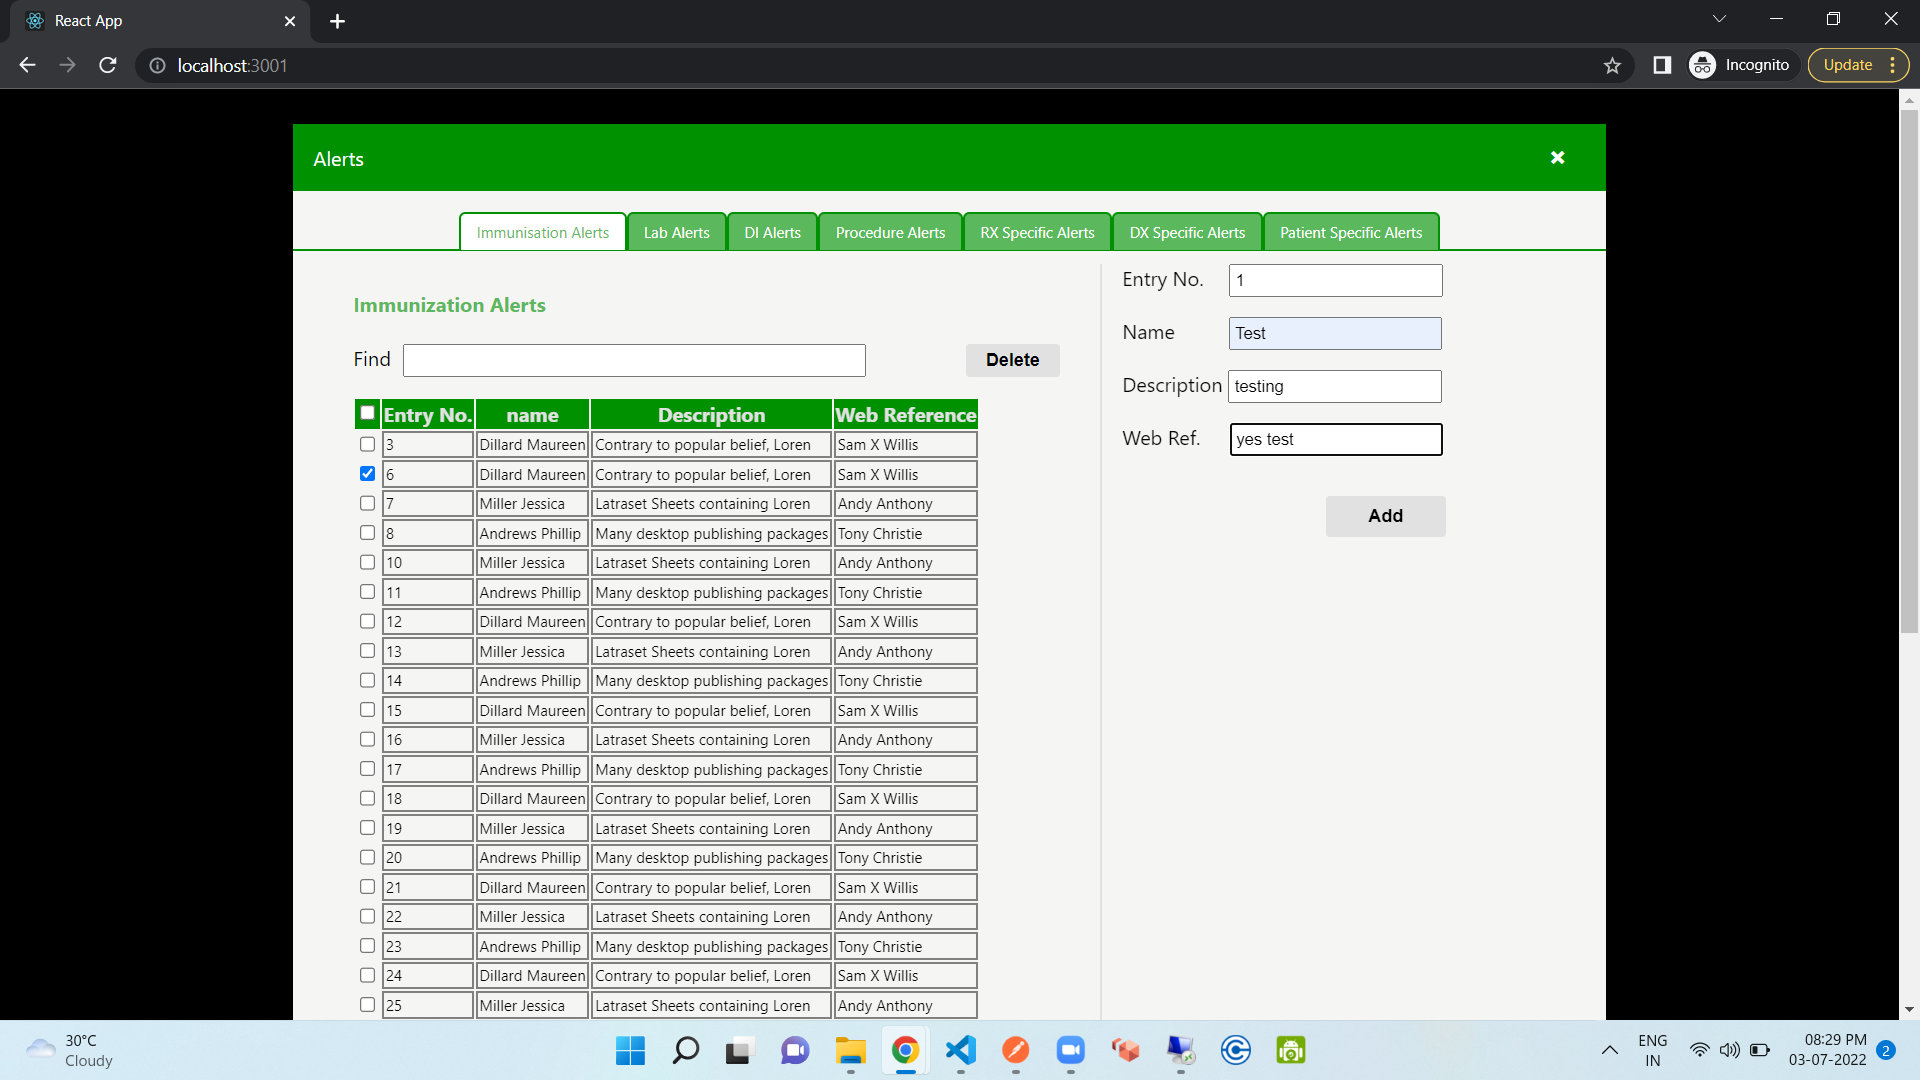 React App
localhost:3001
Incognito
Update
Alerts
Immunisation Alerts Lab Alerts DI Alerts Procedure Alerts RX Specific Alerts DX Specific Alerts Patient Specific Alerts
Immunization Alerts
Find
Delete
Entry No. name Description Web Reference
3 Dillard Maureen Contrary to popular belief, Loren Sam X Willis
6 Dillard Maureen Contrary to popular belief, Loren Sam X Willis
7 Miller Jessica Latraset Sheets containing Loren Andy Anthony
8 Andrews Phillip Many desktop publishing packages Tony Christie
10 Miller Jessica Latraset Sheets containing Loren Andy Anthony
11 Andrews Phillip Many desktop publishing packages Tony Christie
12 Dillard Maureen Contrary to popular belief, Loren Sam X Willis
13 Miller Jessica Latraset Sheets containing Loren Andy Anthony
14 Andrews Phillip Many desktop publishing packages Tony Christie
15 Dillard Maureen Contrary to popular belief, Loren Sam X Willis
16 Miller Jessica Latraset Sheets containing Loren Andy Anthony
17 Andrews Phillip Many desktop publishing packages Tony Christie
18 Dillard Maureen Contrary to popular belief, Loren Sam X Willis
19 Miller Jessica Latraset Sheets containing Loren Andy Anthony
20 Andrews Phillip Many desktop publishing packages Tony Christie
21 Dillard Maureen Contrary to popular belief, Loren Sam X Willis
22 Miller Jessica Latraset Sheets containing Loren Andy Anthony
23 Andrews Phillip Many desktop publishing packages Tony Christie
24 Dillard Maureen Contrary to popular belief, Loren Sam X Willis
25 Miller Jessica Latraset Sheets containing Loren Andy Anthony
Entry No. 1
Name Test
Description testing
Web Ref. yes test
Add
30°C
Cloudy
ENG
IN
08:29 PM
03-07-2022
2